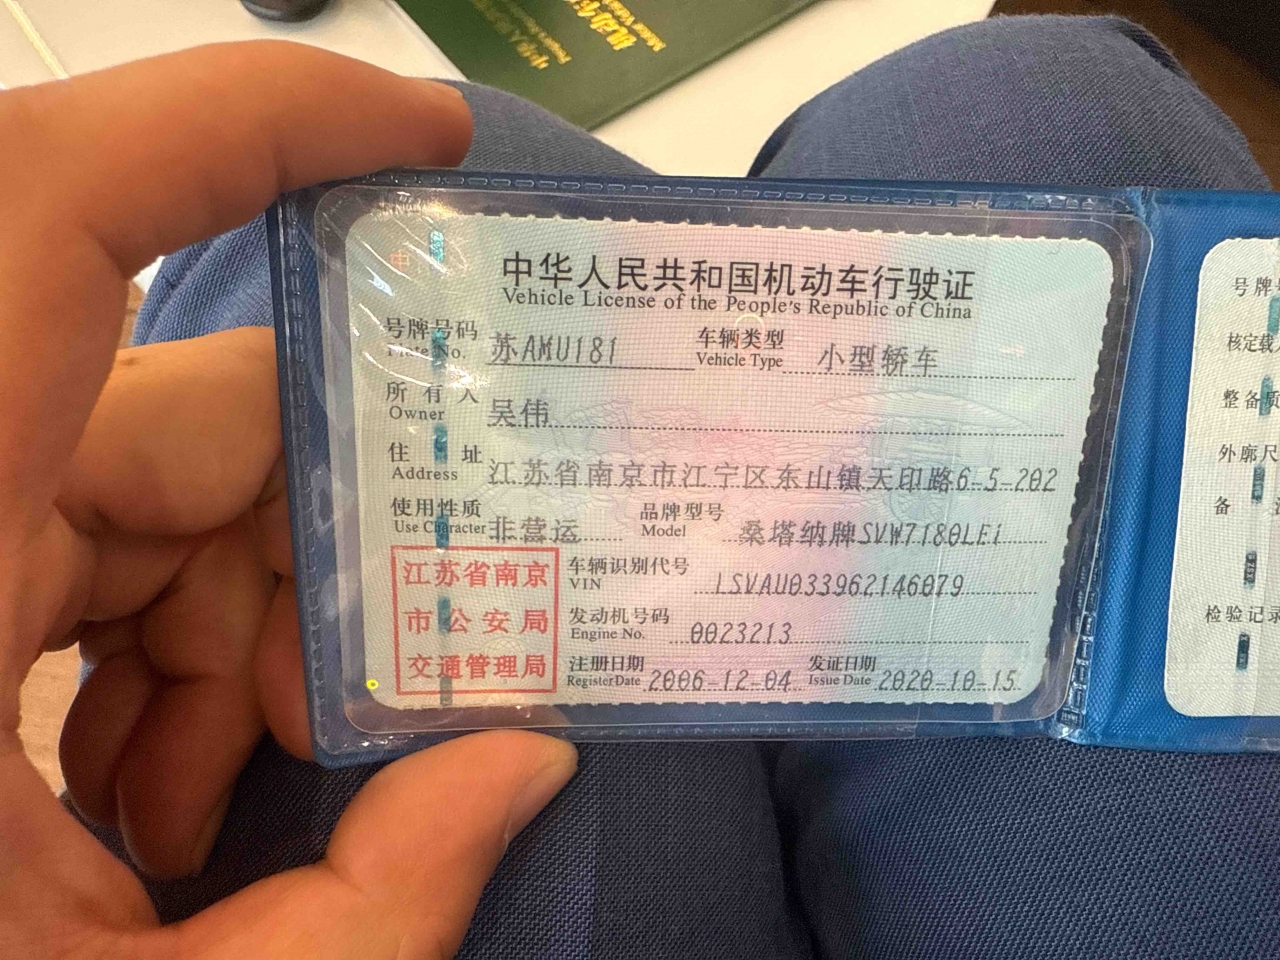 中华人民共和国机动车行驶证
Vehicle License of the People's Republic of China
号牌号码 苏AMU181 车辆类型 小型轿车
Plate No. Vehicle Type
所有人 吴伟
Owner
住址 江苏省南京市江宁区东山镇天印路6-5-202
Address
使用性质 非营运 品牌型号 桑塔纳牌SVW7180LEi
Use Character Model
江苏省南京
市公安局
交通管理局
车辆识别代号 LSVAU033962146079
VIN
发动机号码 0023213
Engine No.
注册日期 2006-12-04 发证日期 2020-10-15
Register Date Issue Date
号牌
核定载
整备质
外廓尺
备
检验记录